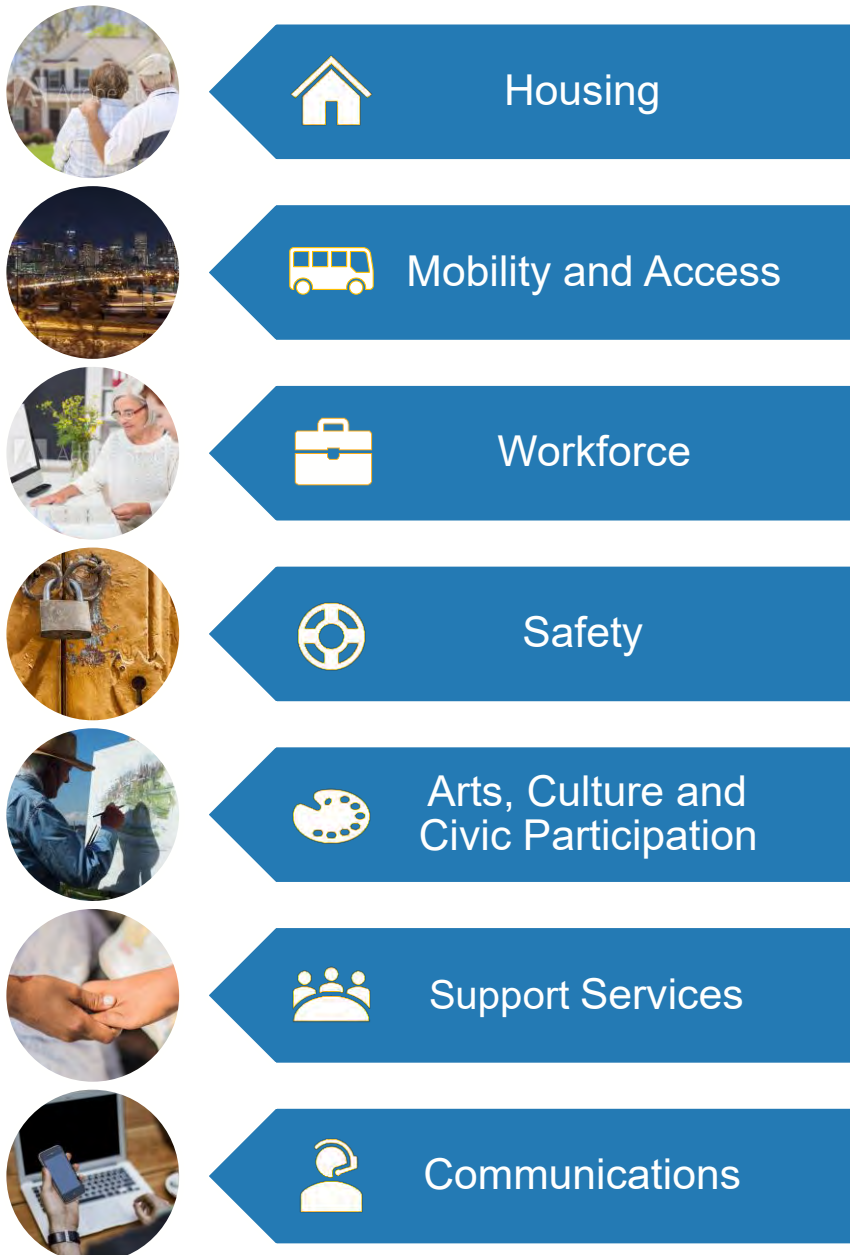 Housing
Mobility and Access
Workforce
Safety
Arts, Culture and
Civic Participation
Support Services
Communications